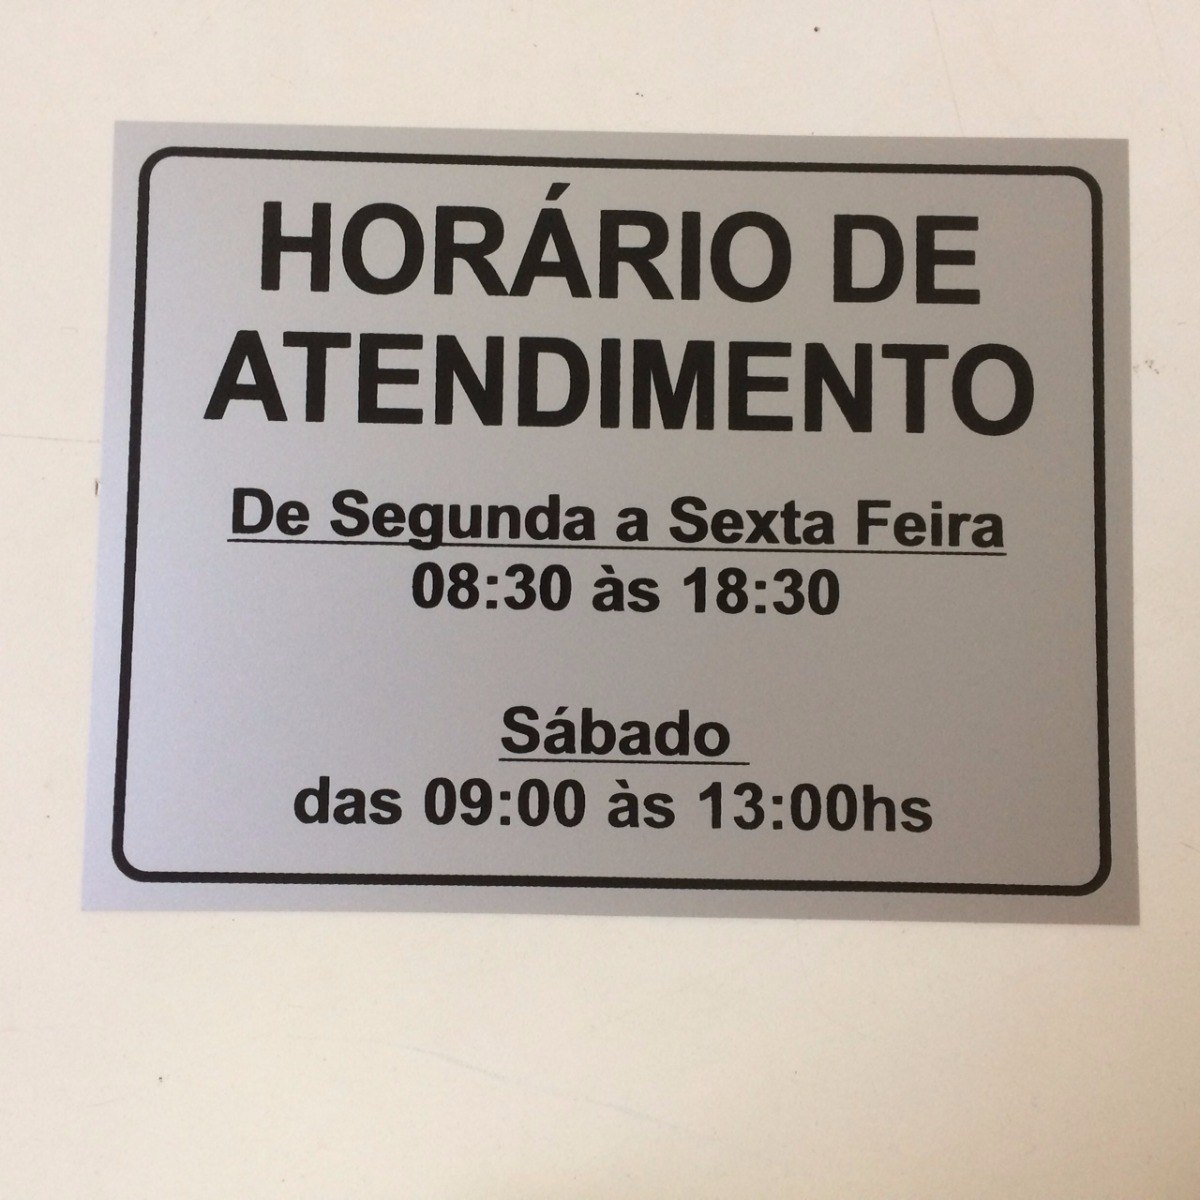 HORÁRIO DE
ATENDIMENTO
De Segunda a Sexta Feira
08:30 às 18:30
Sábado
das 09:00 às 13:00hs